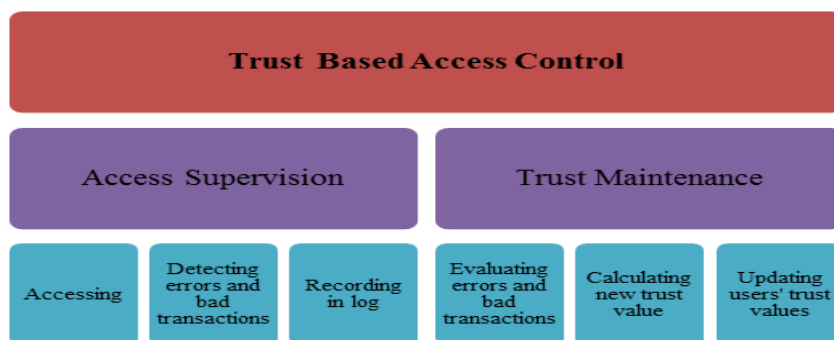 Trust Based Access Control
Access Supervision
Trust Maintenance
Accessing
Detecting
errors and
bad
transactions
Recording
in log
Evaluating
errors and
bad
transactions
Calculating
new trust
value
Updating
users' trust
values